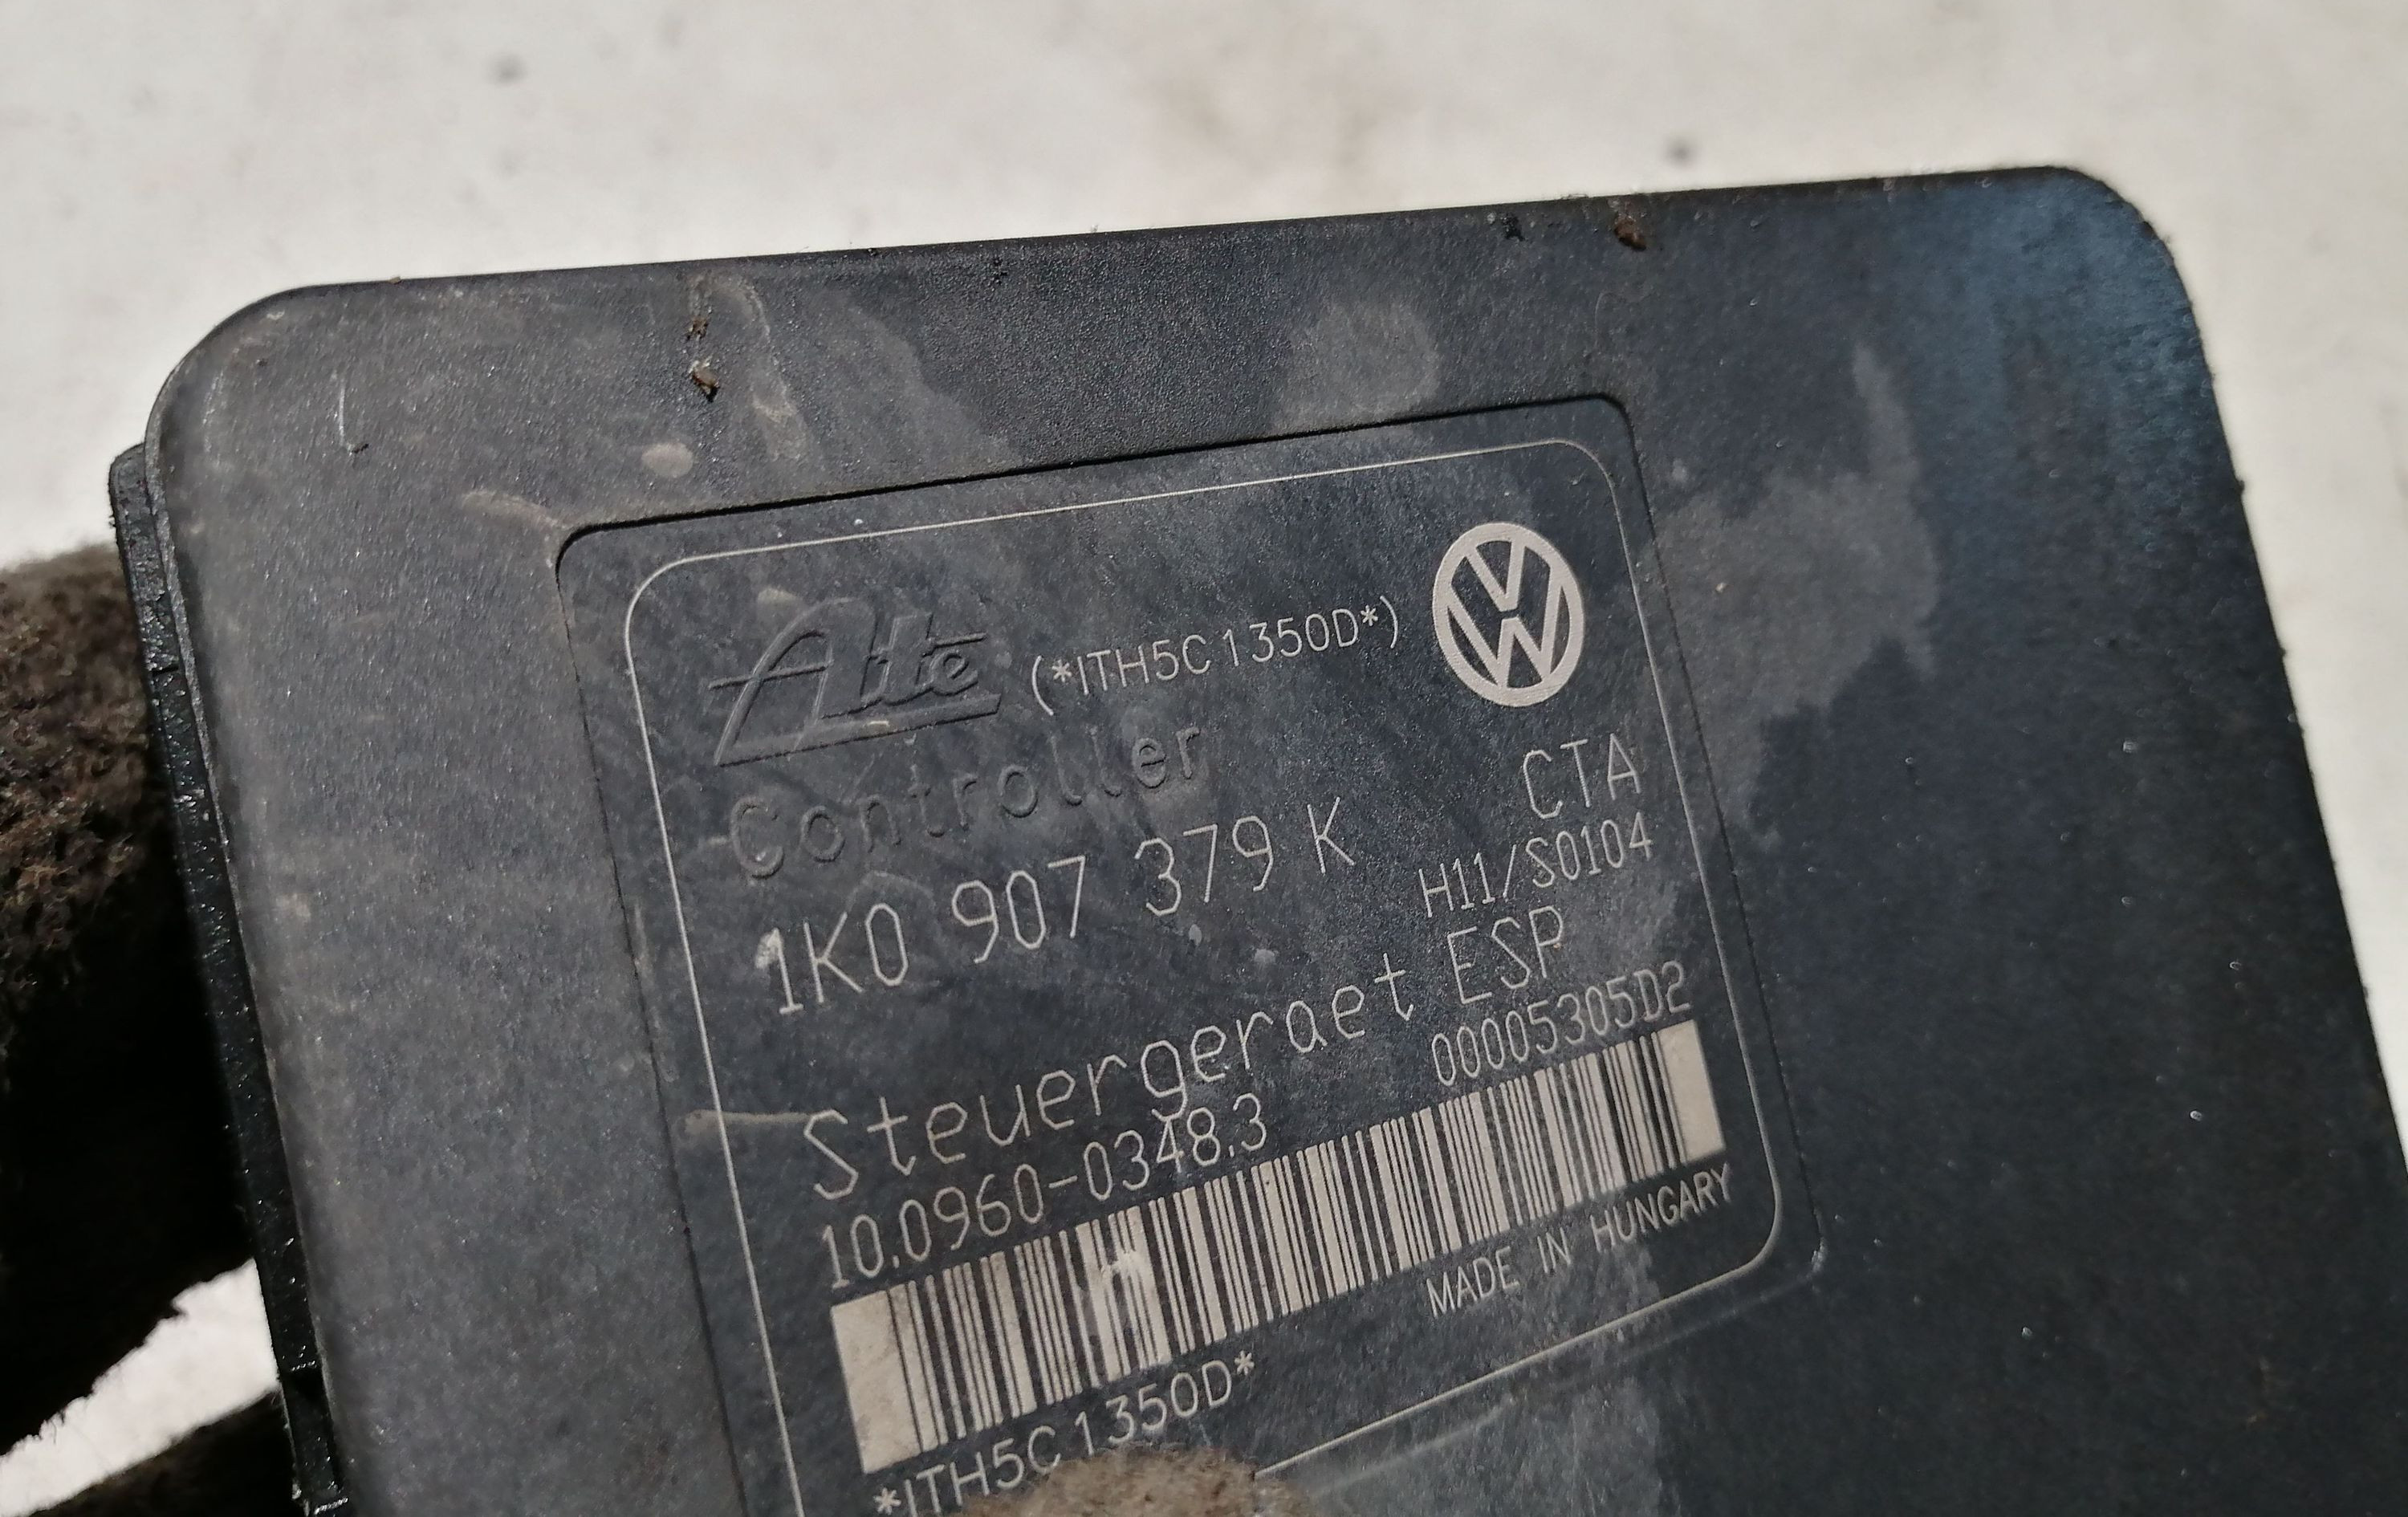 Ate (*ITH5C1350D*)
Controller
CTA
1K0 907 379 K
H11/S0104
Steuergeraet ESP
10.0960-0348.3
00005305D2
MADE IN HUNGARY
*ITH5C1350D*